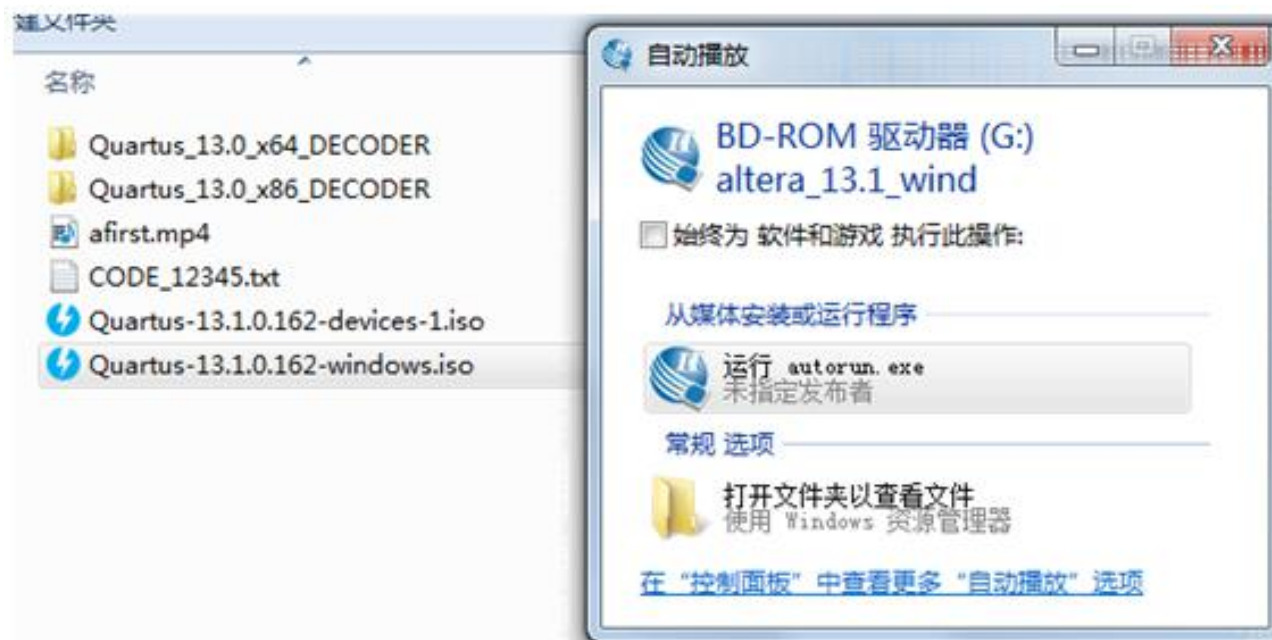 建文件夹
名称
Quartus_13.0_x64_DECODER
Quartus_13.0_x86_DECODER
afirst.mp4
CODE_12345.txt
Quartus-13.1.0.162-devices-1.iso
Quartus-13.1.0.162-windows.iso
自动播放
BD-ROM 驱动器 (G:)
altera_13.1_wind
始终为 软件和游戏 执行此操作:
从媒体安装或运行程序
运行 autorun.exe
未指定发布者
常规 选项
打开文件夹以查看文件
使用 Windows 资源管理器
在“控制面板”中查看更多“自动播放”选项